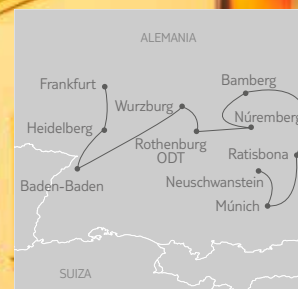 ALEMANIA
Frankfurt
Bamberg
Wurzburg
Núremberg
Heidelberg
Rothenburg
ODT
Ratisbona
Baden-Baden
Neuschwanstein
Múnich
SUIZA